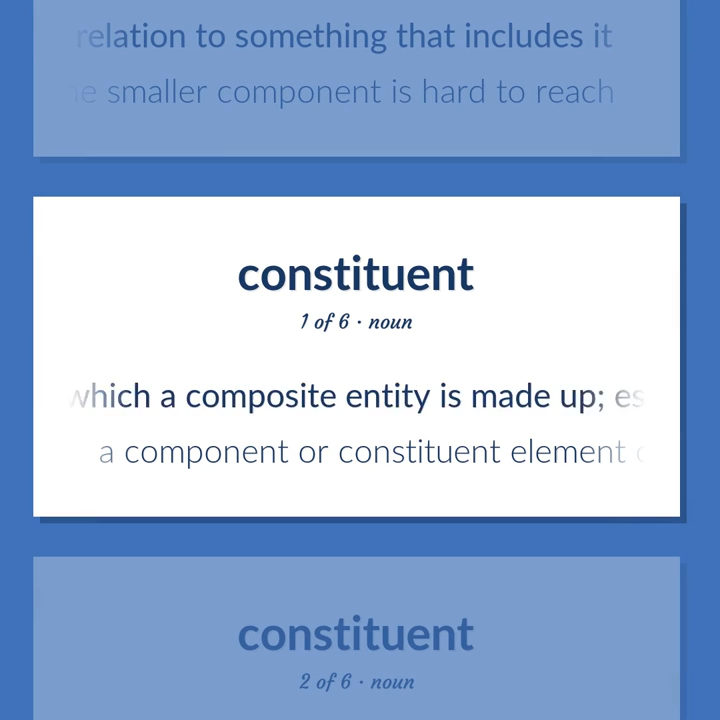 relation to something that includes it
smaller component is hard to reach
constituent
1 of 6 · noun
which a composite entity is made up; es
a component or constituent element
constituent
2 of 6 · noun